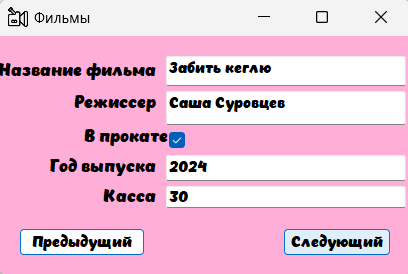 Фильмы
Название фильма Забить кеглю
Режиссер Саша Суровцев
В прокате
Год выпуска 2024
Касса 30
Предыдущий Следующий